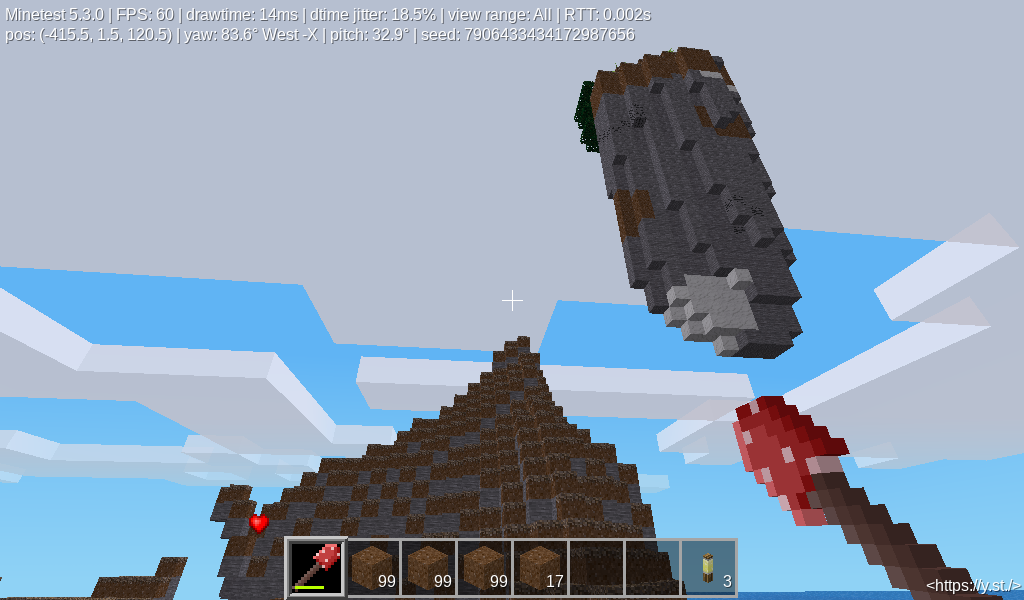 Minetest 5.3.0 | FPS: 60 | drawtime: 14ms | dtime jitter: 18.5% | view range: All | RTT: 0.002s
pos: (-415.5, 1.5, 120.5) | yaw: 83.6° West -X | pitch: 32.9° | seed: 7906433434172987656
99 99 99 17 3
<https://y.st./>